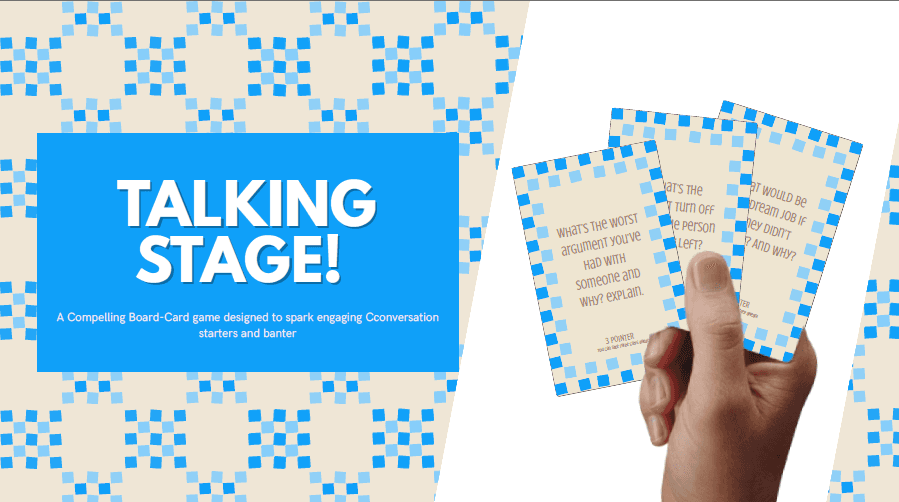 TALKING
STAGE!
A Compelling Board-Card game designed to spark engaging Cconversation
starters and banter
WHAT'S THE WORST
ARGUMENT YOU'VE
HAD WITH
SOMEONE AND
WHY? EXPLAIN.
3 POINTER
THE
TURN OFF
PERSON
LEFT?
WOULD BE
DREAM JOB IF
DIDN'T
? AND WHY?